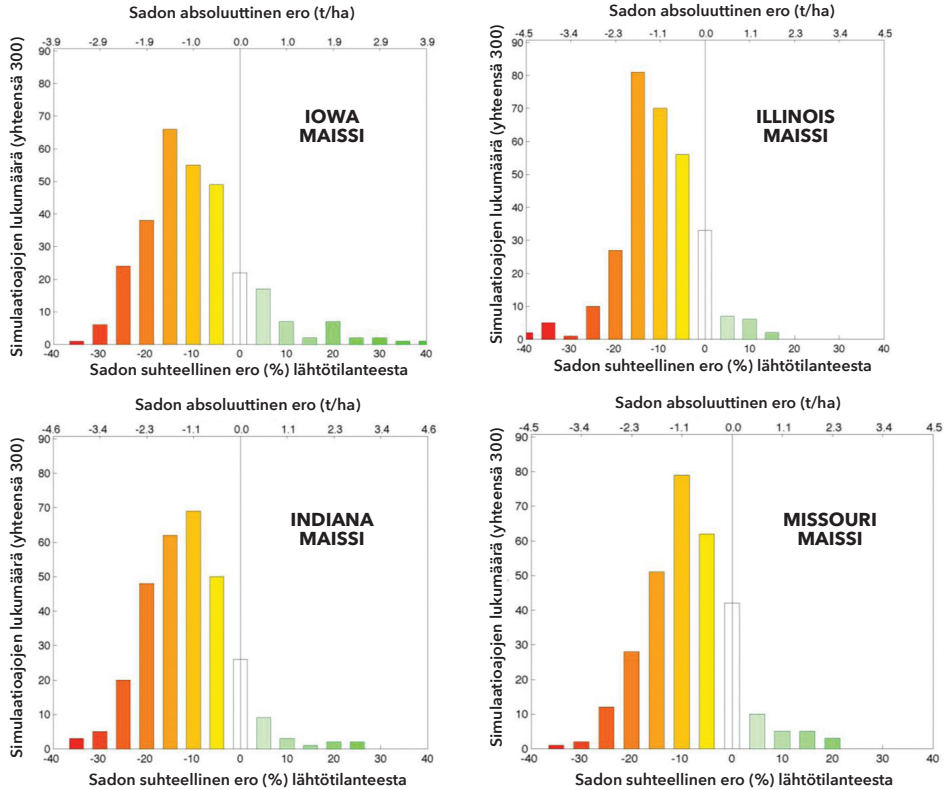 Sadon absoluuttinen ero (t/ha)
-3.9 -2.9 -1.9 -1.0 0.0 1.0 1.9 2.9 3.9
Simulaatioajojen lukumäärä (yhteensä 300)
90
80
70
60
50
40
30
20
10
0
IOWA
MAISSI
-40 -30 -20 -10 0 10 20 30 40
Sadon suhteellinen ero (%) lähtötilanteesta
Sadon absoluuttinen ero (t/ha)
-4.5 -3.4 -2.3 -1.1 0.0 1.1 2.3 3.4 4.5
Simulaatioajojen lukumäärä (yhteensä 300)
90
80
70
60
50
40
30
20
10
0
ILLINOIS
MAISSI
-40 -30 -20 -10 0 10 20 30 40
Sadon suhteellinen ero (%) lähtötilanteesta
Sadon absoluuttinen ero (t/ha)
-4.6 -3.4 -2.3 -1.1 0.0 1.1 2.3 3.4 4.6
Simulaatioajojen lukumäärä (yhteensä 300)
90
80
70
60
50
40
30
20
10
0
INDIANA
MAISSI
-40 -30 -20 -10 0 10 20 30 40
Sadon suhteellinen ero (%) lähtötilanteesta
Sadon absoluuttinen ero (t/ha)
-4.5 -3.4 -2.3 -1.1 0.0 1.1 2.3 3.4 4.5
Simulaatioajojen lukumäärä (yhteensä 300)
90
80
70
60
50
40
30
20
10
0
MISSOURI
MAISSI
-40 -30 -20 -10 0 10 20 30 40
Sadon suhteellinen ero (%) lähtötilanteesta